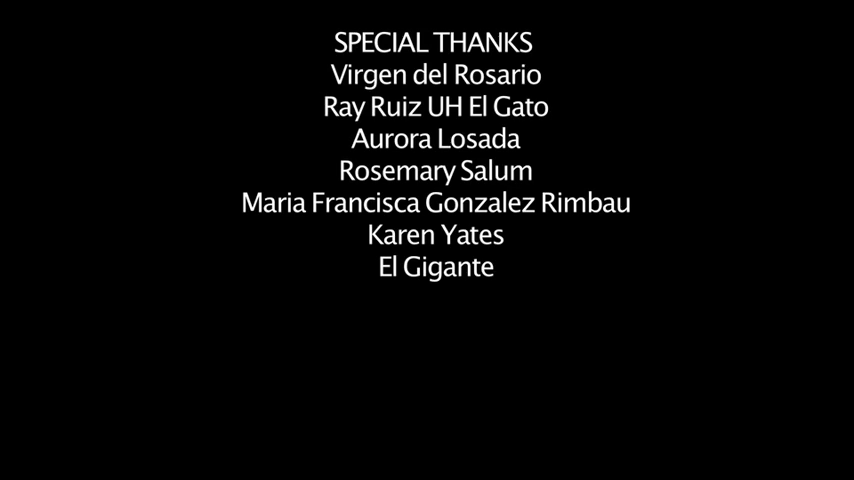 SPECIAL THANKS
Virgen del Rosario
Ray Ruiz UH El Gato
Aurora Losada
Rosemary Salum
Maria Francisca Gonzalez Rimbau
Karen Yates
El Gigante